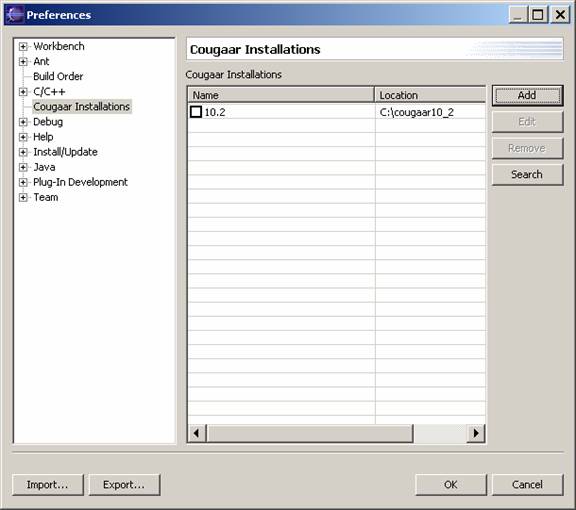 Preferences
Workbench
Ant
Build Order
C/C++
Cougaar Installations
Debug
Help
Install/Update
Java
Plug-In Development
Team
Cougaar Installations
Cougaar Installations
Name Location
10.2 C:\cougaar10_2
Add
Edit
Remove
Search
Import... Export... OK Cancel